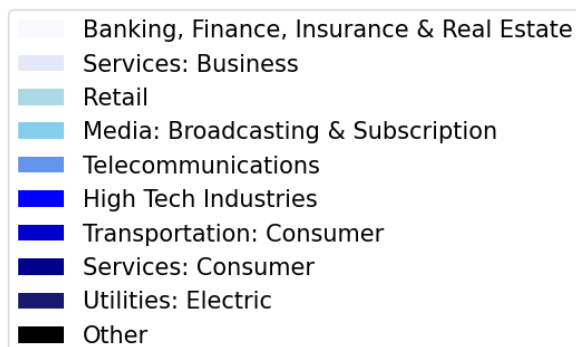 Banking, Finance, Insurance & Real Estate
Services: Business
Retail
Media: Broadcasting & Subscription
Telecommunications
High Tech Industries
Transportation: Consumer
Services: Consumer
Utilities: Electric
Other